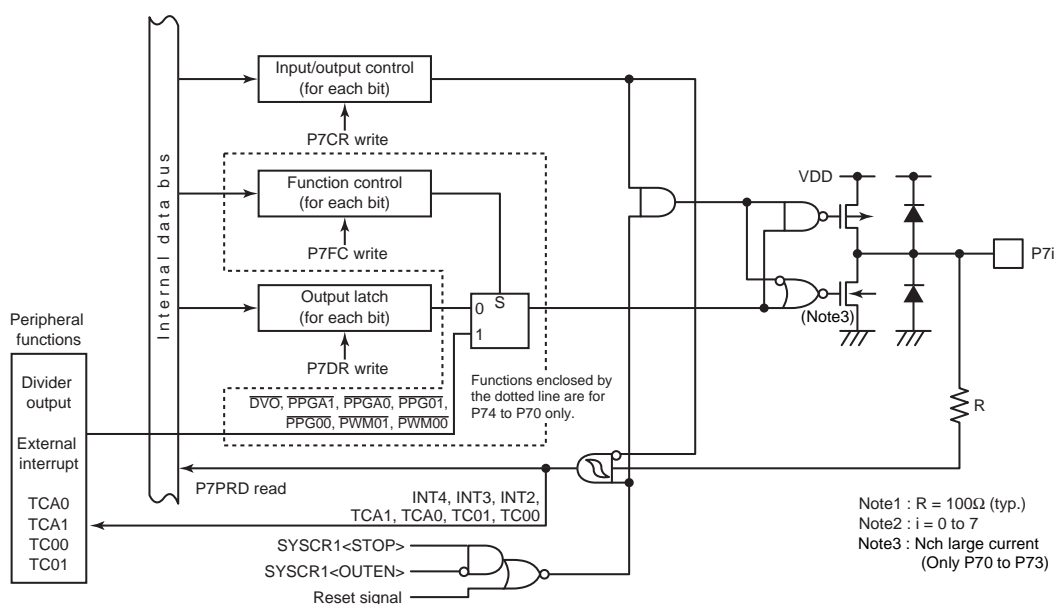 Input/output control
(for each bit)
P7CR write
Internal data bus
Function control
(for each bit)
P7FC write
Output latch
(for each bit)
P7DR write
0
S
1
VDD
P7i
(Note3)
R
Peripheral
functions
Divider
output
External
interrupt
TCA0
TCA1
TC00
TC01
Functions enclosed by
the dotted line are for
P74 to P70 only.
DVO, PPGA1, PPGA0, PPG01,
PPG00, PWM01, PWM00
P7PRD read
INT4, INT3, INT2,
TCA1, TCA0, TC01, TC00
SYSCR1<STOP>
SYSCR1<OUTEN>
Reset signal
Note1 : R = 100Ω (typ.)
Note2 : i = 0 to 7
Note3 : Nch large current
(Only P70 to P73)